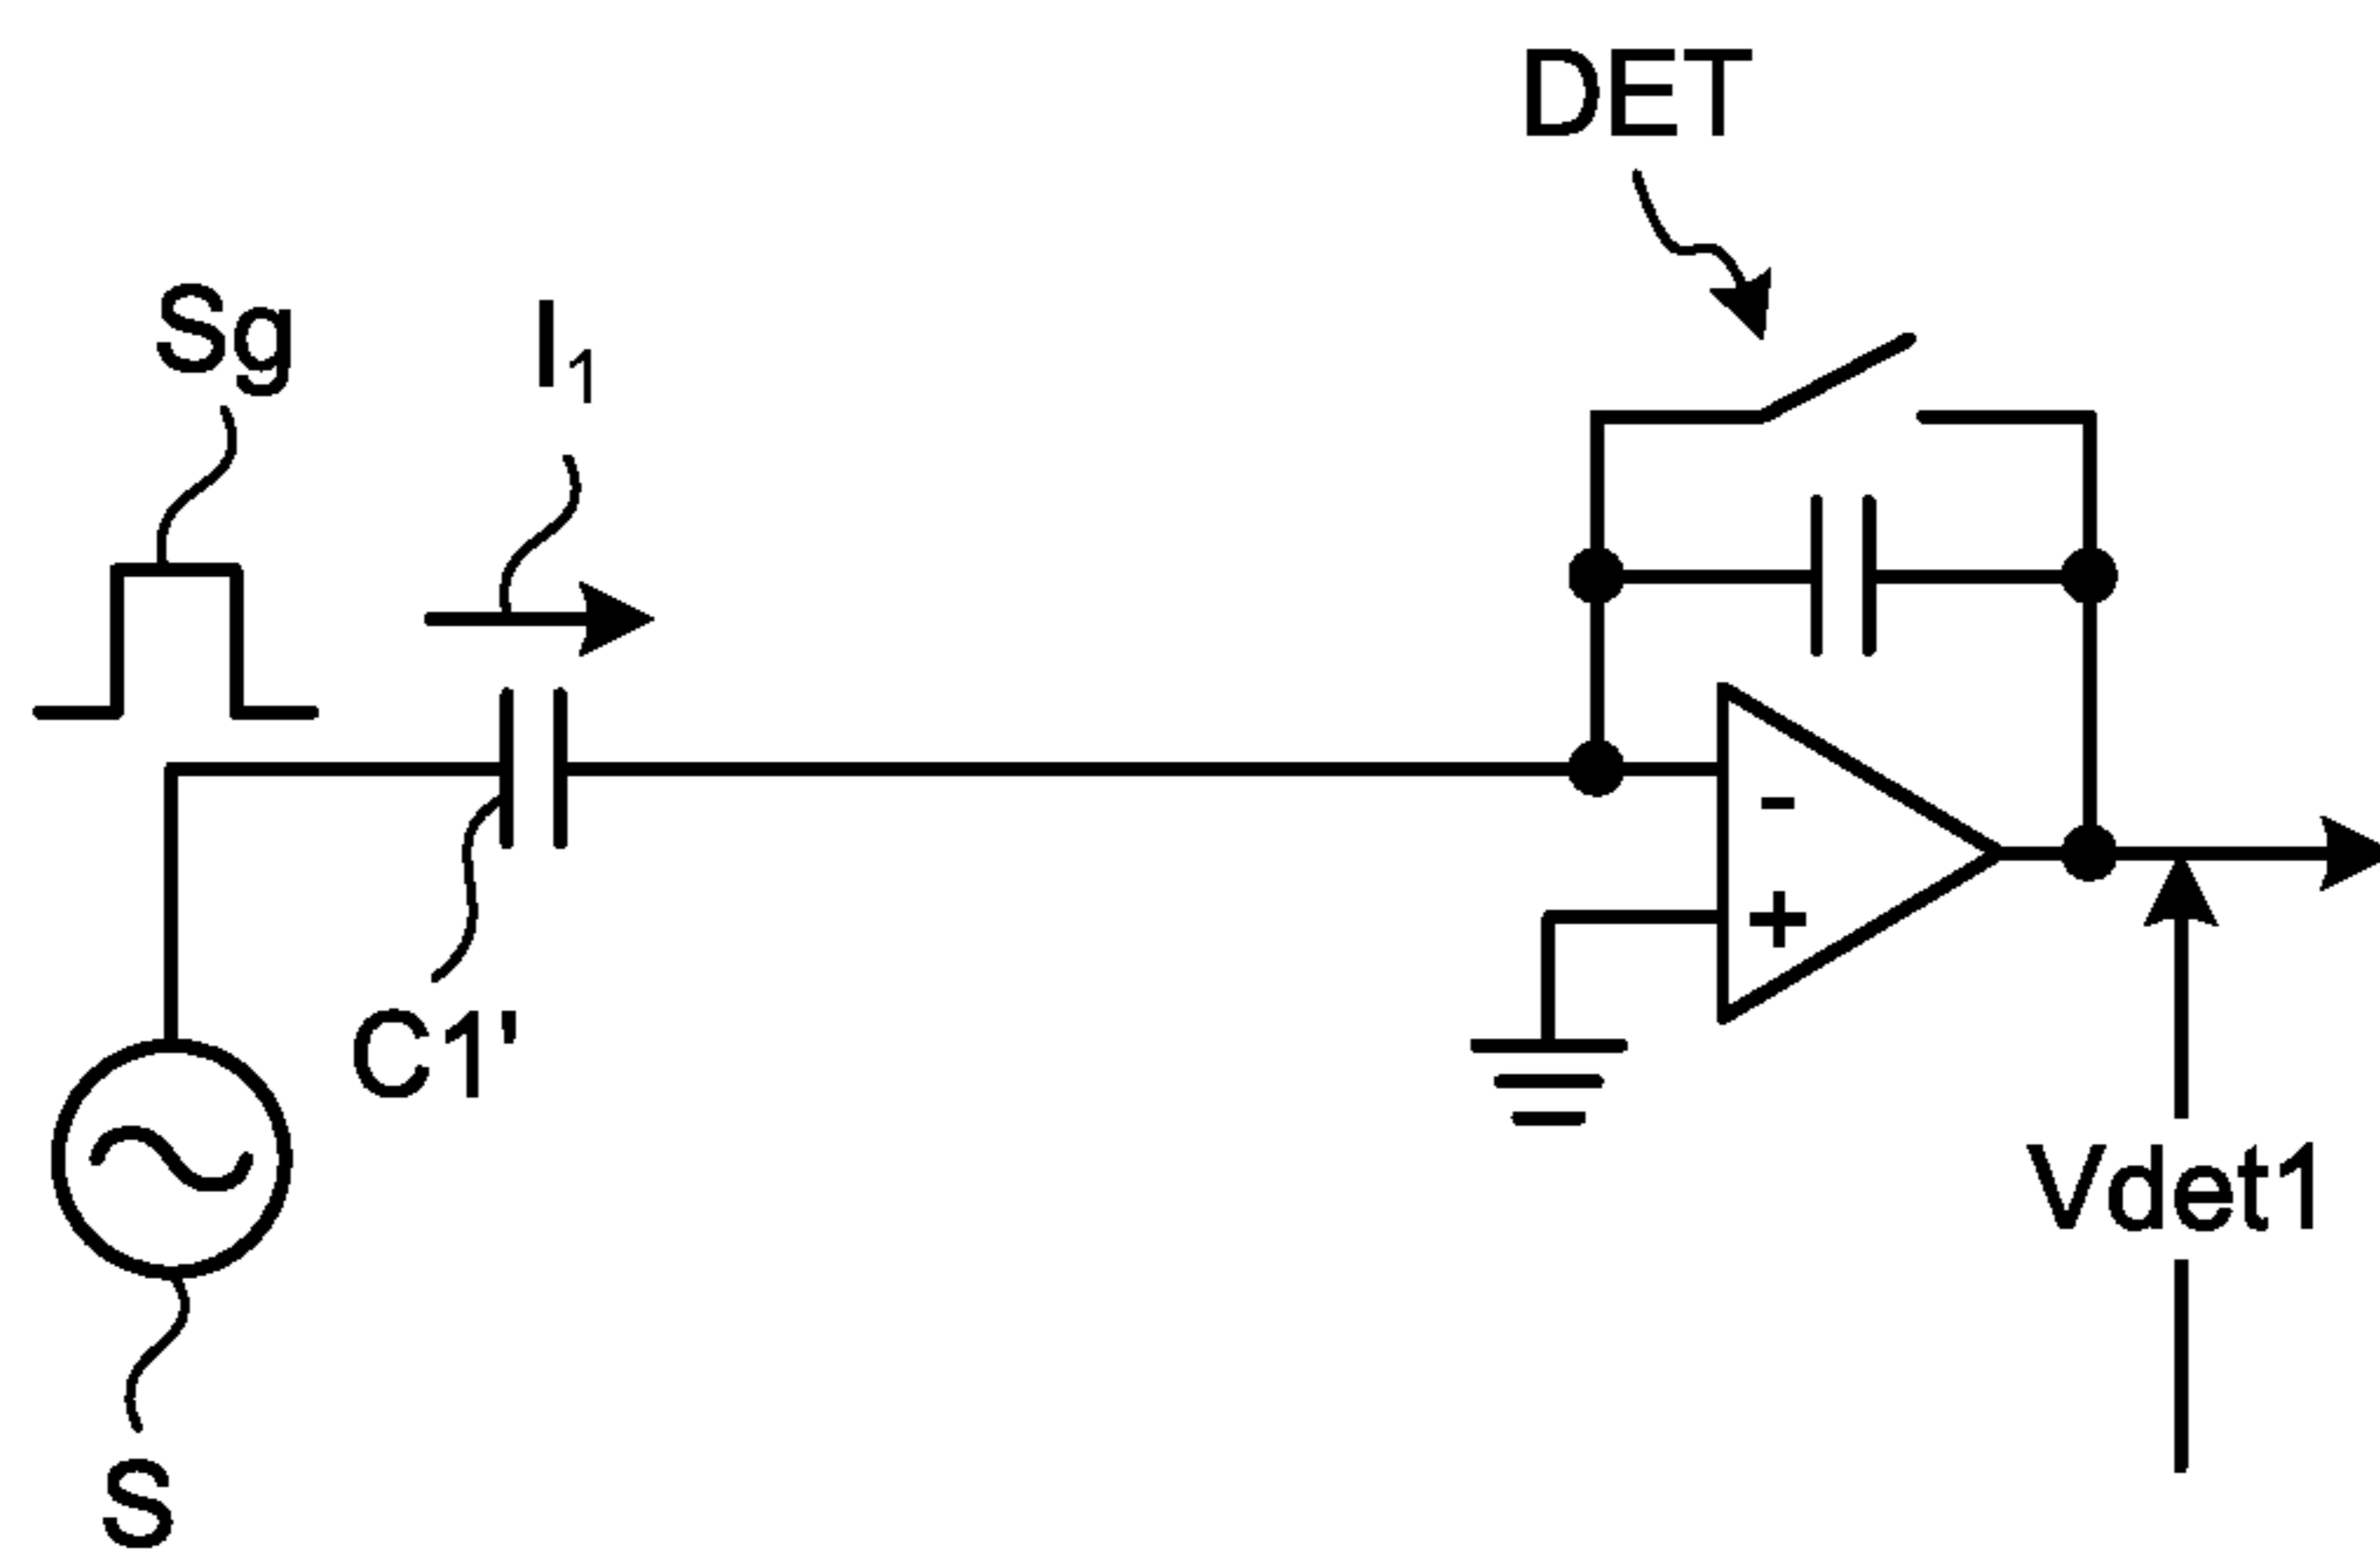 DET
Sg
I₁
-
+
C1'
Vdet1
S